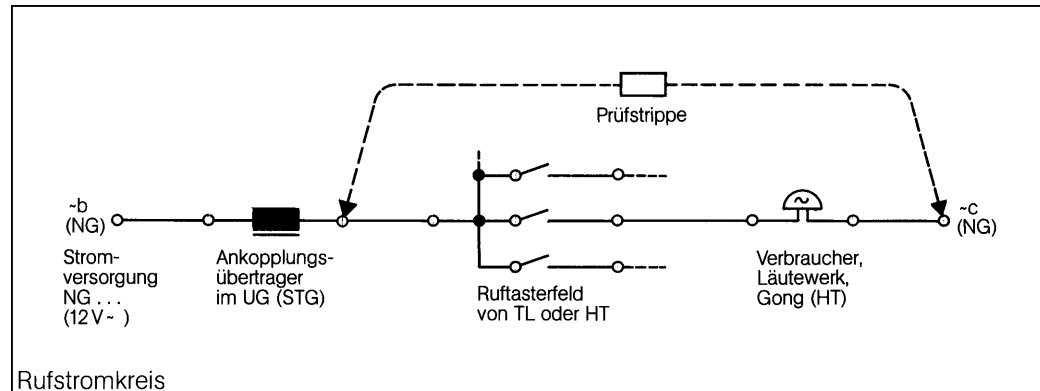 Prüfstrippe
~b
(NG)
~
~c
(NG)
Strom-
versorgung
NG . . .
(12 V ~ )
Ankopplungs-
übertrager
im UG (STG)
Ruftasterfeld
von TL oder HT
Verbraucher,
Läutewerk,
Gong (HT)
Rufstromkreis